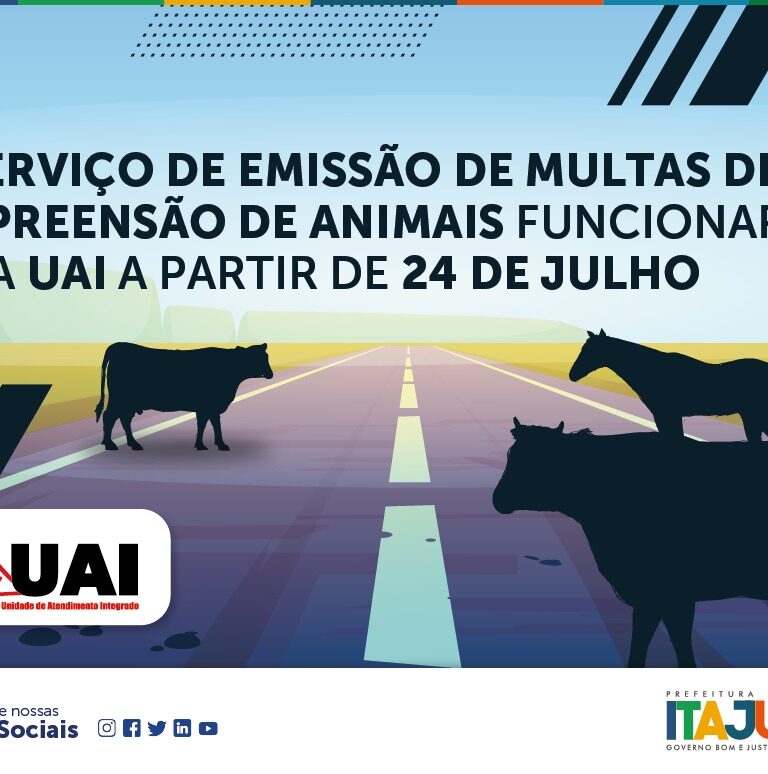 ERVIÇO DE EMISSÃO DE MULTAS DE
PREENSÃO DE ANIMAIS FUNCIONAR
A UAI A PARTIR DE 24 DE JULHO
UAI
Unidade de Atendimento Integrado
e nossas
Sociais
PREFEITURA
ITAJU
GOVERNO BOM E JUST